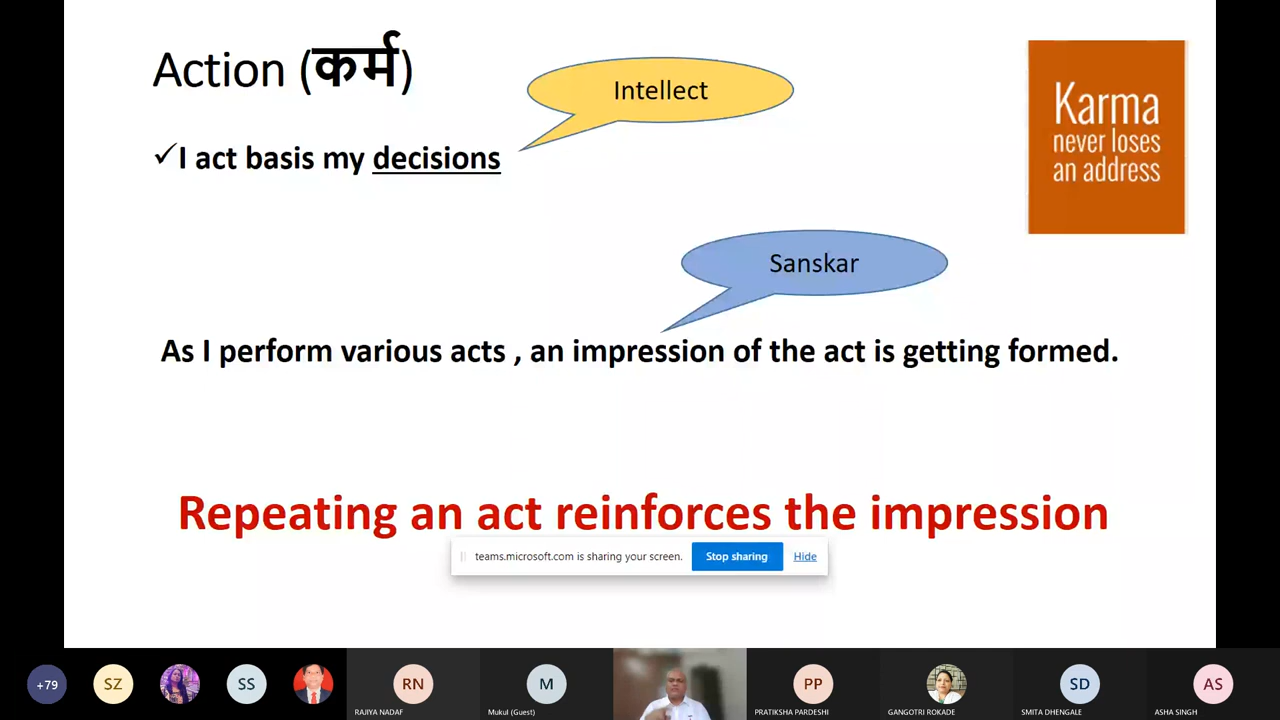 Action (कर्म)
Intellect
✓I act basis my decisions
Karma
never loses
an address
Sanskar
As I perform various acts , an impression of the act is getting formed.
Repeating an act reinforces the impression
teams.microsoft.com is sharing your screen. Stop sharing Hide
+79 SZ SS RN M PP SD AS
RAJIYA NADAF Mukul (Guest) PRATIKSHA PARDESHI GANGOTRI ROKADE SMITA DHENGALE ASHA SINGH